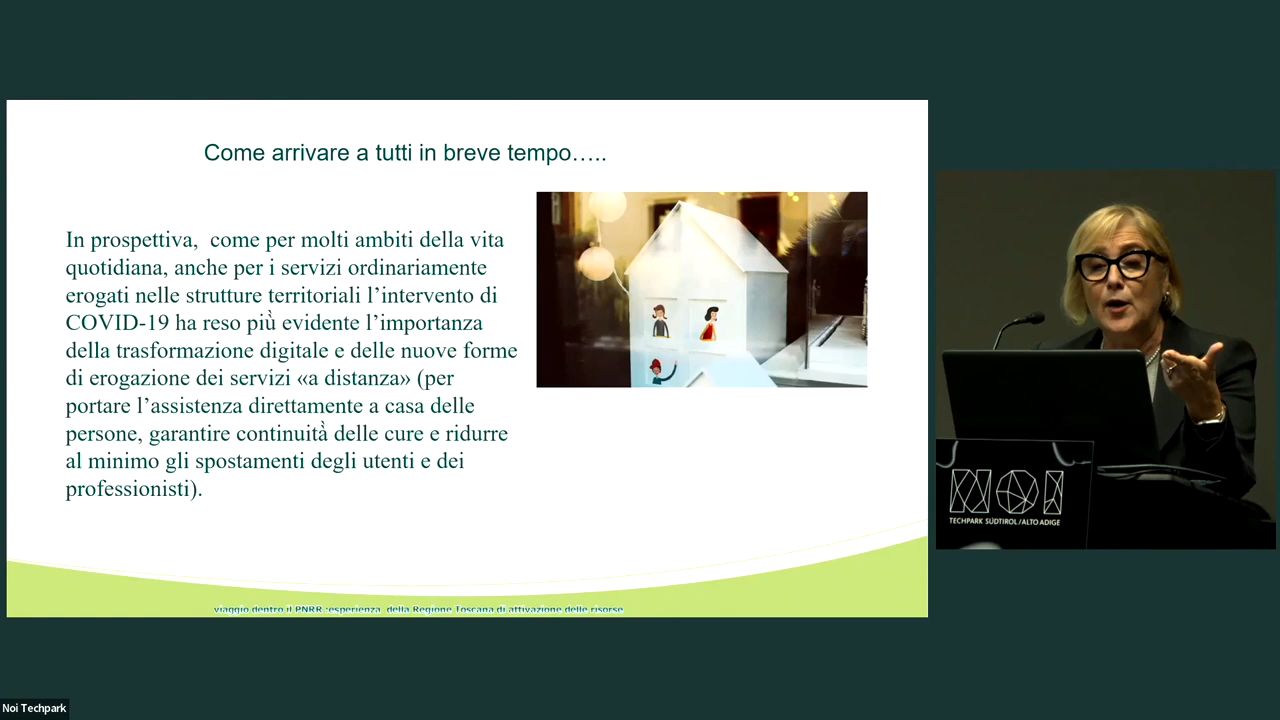 Come arrivare a tutti in breve tempo…..
In prospettiva,  come per molti ambiti della vita
quotidiana, anche per i servizi ordinariamente
erogati nelle strutture territoriali l’intervento di
COVID-19 ha reso più̀ evidente l’importanza
della trasformazione digitale e delle nuove forme
di erogazione dei servizi «a distanza» (per
portare l’assistenza direttamente a casa delle
persone, garantire continuità̀ delle cure e ridurre
al minimo gli spostamenti degli utenti e dei
professionisti).
viaggio dentro il PNRR :esperienza  della Regione Toscana di attivazione delle risorse
NOI
TECHPARK SÜDTIROL / ALTO ADIGE
Noi Techpark